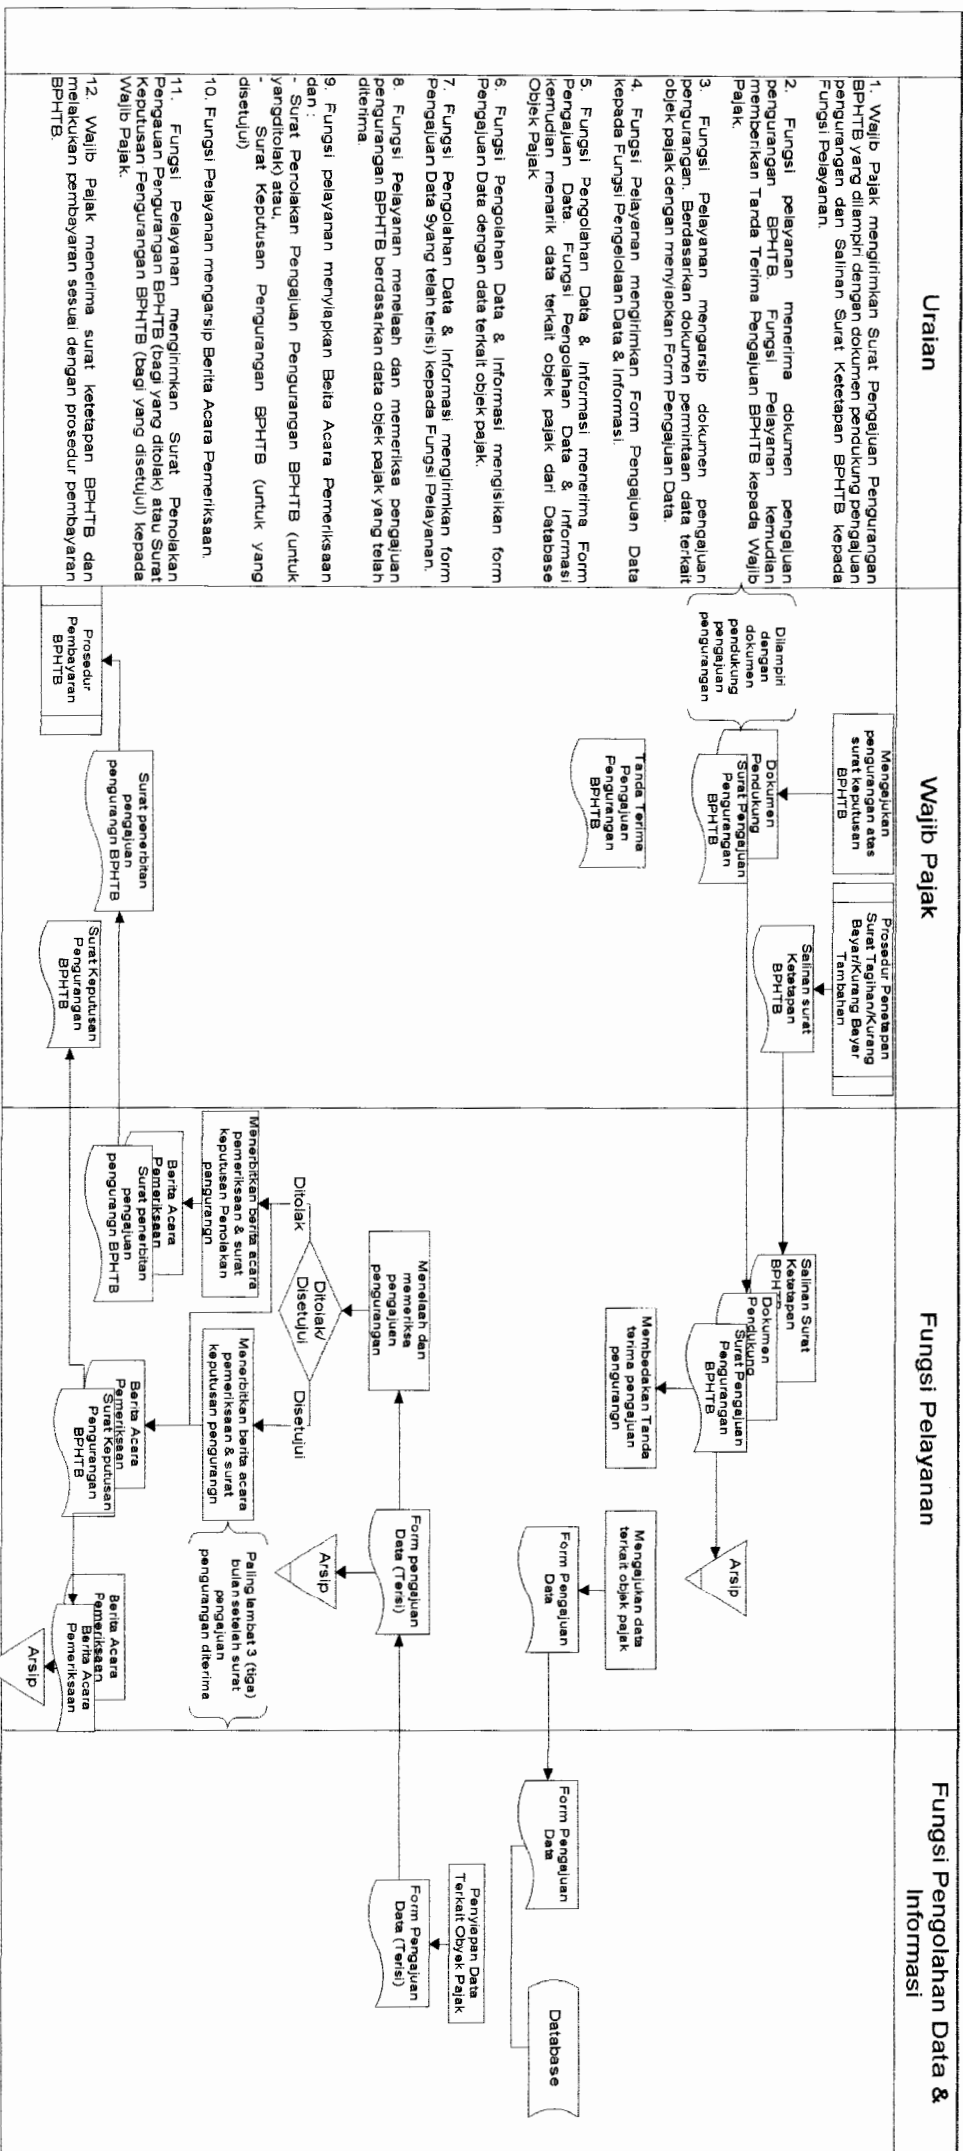 Uraian
1. Wajib Pajak mengirimkan Surat Pengajuan Pengurangan
BPHTB yang dilampiri dengan dokumen pendukung pengajuan
pengurangan dan Salinan Surat Ketetapan BPHTB kepada
Fungsi Pelayanan.
2. Fungsi pelayanan menerima dokumen pengajuan
pengurangan BPHTB. Fungsi Pelayanan kemudian
memberikan Tanda Terima Pengajuan BPHTB kepada Wajib
Pajak.
3. Fungsi Pelayanan mengarsip dokumen pengajuan
pengurangan. Berdasarkan dokumen permintaan data terkait
objek pajak dengan menyiapkan Form Pengajuan Data.
4. Fungsi Pelayanan mengirimkan Form Pengajuan Data
kepada Fungsi Pengelolaan Data & Informasi.
5. Fungsi Pengolahan Data & Informasi menerima Form
Pengajuan Data. Fungsi Pengolahan Data & Informasi
kemudian menarik data terkait objek pajak dari Database
Objek Pajak
6. Fungsi Pengolahan Data & Informasi mengisikan form
Pengajuan Data dengan data terkait objek pajak.
7. Fungsi Pengolahan Data & Informasi mengirimkan form
Pengajuan Data 9yang telah terisi) kepada Fungsi Pelayanan.
8. Fungsi Pelayanan menelaah dan memeriksa pengajuan
pengurangan BPHTB berdasarkan data objek pajak yang telah
diterima.
9. Fungsi pelayanan menyiapkan Beita Acara Pemeriksaan
dan :
- Surat Penolakan Pengajuan Pengurangan BPHTB (untuk
yangditolak) atau,
- Surat Keputusan Pengurangan BPHTB (untuk yang
disetujui)
10. Fungsi Pelayanan mengarsip Berita Acara Pemeriksaan.
11. Fungsi Pelayanan mengirimkan Surat Penolakan
Pengauan Pengurangan BPHTB (bagi yang ditolak) atau Surat
Keputusan Pengurangan BPHTB (bagi yang disetujui) kepada
Wajib Pajak.
12. Wajib Pajak menerima surat ketetapan BPHTB dan
melakukan pembayaran sesuai dengan prosedur pembayaran
BPHTB.
Wajib Pajak
Mengajukan
pengurangan atas
surat keputusan
BPHTB
Prosedur Penetapan
Surat Tagihan/Kurang
Bayar/Kurang Bayar
Tambahan
Dilampiri
dengan
dokumen
pendukung
pengajuan
pengurangan
Dokumen
Pendukung
Surat Pengajuan
Pengurangan
BPHTB
Salinan surat
Ketetapan
BPHTB
Tanda Terima
Pengajuan
Pengurangan
BPHTB
Surat penerbitan
pengajuan
pengurangn BPHTB
Prosedur
Pembayaran
BPHTB
Surat Keputusan
Pengurangan
BPHTB
Fungsi Pelayanan
Salinan Surat
Ketetapan
BPHTB
Dokumen
Pendukung
Surat Pengajuan
Pengurangan
BPHTB
Arsip
Membedakan Tanda
terima pengajuan
pengurangn
Mengajukan data
terkait objek pajak
Form Pengajuan
Data
Menelaah dan
memeriksa
pengajuan
pengurangan
Form pengajuan
Data (Terisi)
Arsip
Ditolak
Ditolak/
Disetujui
Disetujui
Menerbitkan berita acara
pemeriksaan & surat
keputusan Penolakan
pengurangn
Menerbitkan berita acara
pemeriksaan & surat
keputusan pengurangn
Paling lambat 3 (tiga)
bulan setelah surat
pengajuan
pengurangan diterima
Berita Acara
Pemeriksaan
Surat penerbitan
pengajuan
pengurangn BPHTB
Berita Acara
Pemeriksaan
Surat Keputusan
Pengurangan
BPHTB
Berita Acara
Pemeriksaan
Berita Acara
Pemeriksaan
Arsip
Fungsi Pengolahan Data &
Informasi
Form Pengajuan
Data
Database
Penyiapan Data
Terkait Obyek Pajak
Form Pengajuan
Data (Terisi)